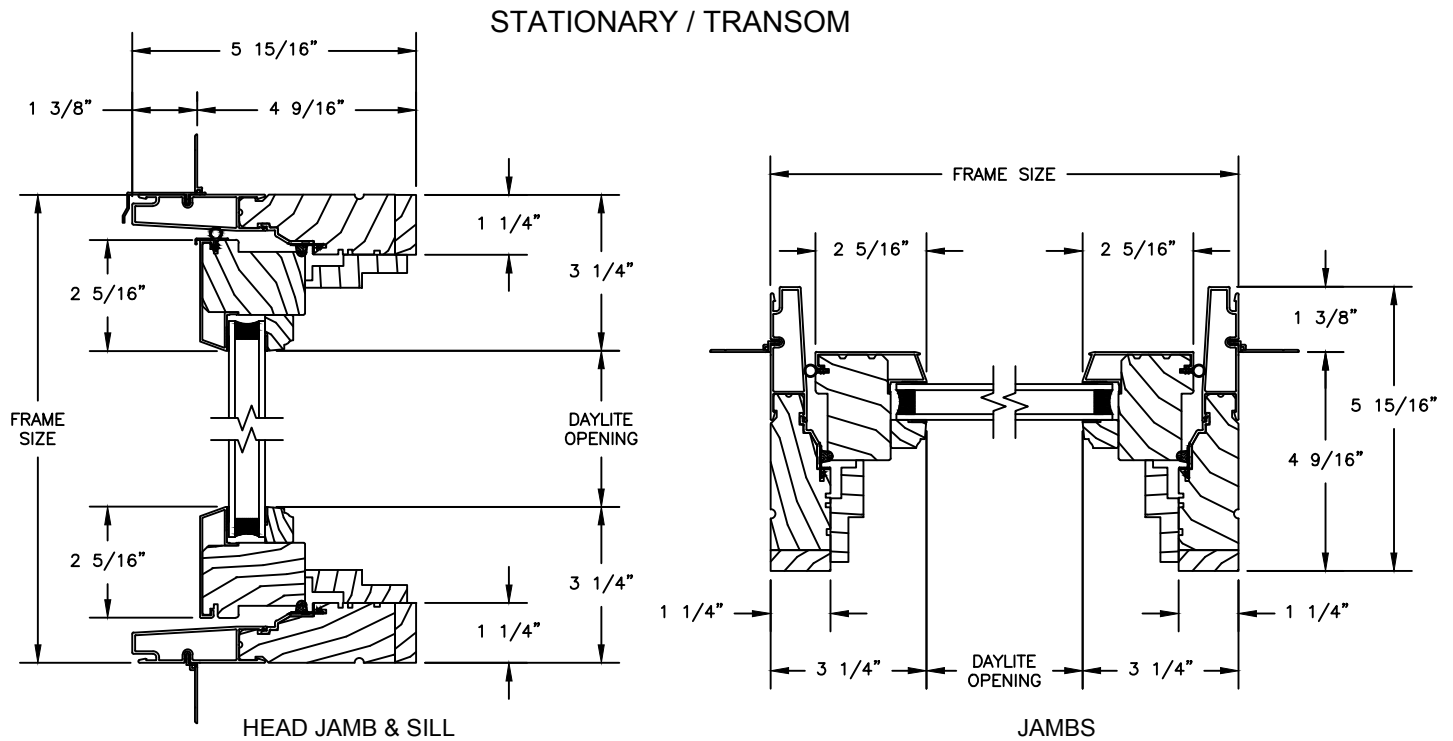 STATIONARY / TRANSOM
5 15/16”
1 3/8”
4 9/16”
1 1/4”
2 5/16”
3 1/4”
FRAME
SIZE
DAYLITE
OPENING
2 5/16”
3 1/4”
1 1/4”
HEAD JAMB & SILL
FRAME SIZE
2 5/16”
2 5/16”
1 3/8”
5 15/16”
4 9/16”
1 1/4”
1 1/4”
3 1/4”
DAYLITE
OPENING
3 1/4”
JAMBS